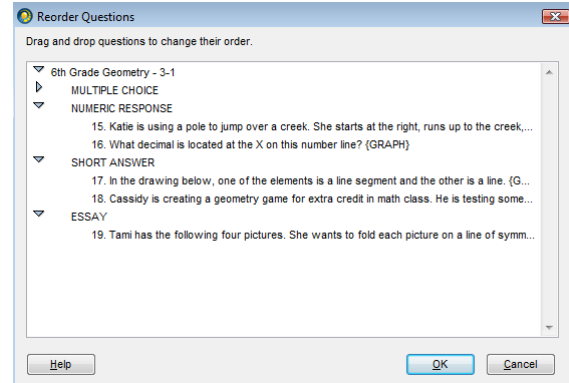 Reorder Questions
Drag and drop questions to change their order.
6th Grade Geometry - 3-1
MULTIPLE CHOICE
NUMERIC RESPONSE
15. Katie is using a pole to jump over a creek. She starts at the right, runs up to the creek,...
16. What decimal is located at the X on this number line? {GRAPH}
SHORT ANSWER
17. In the drawing below, one of the elements is a line segment and the other is a line. {G...
18. Cassidy is creating a geometry game for extra credit in math class. He is testing some...
ESSAY
19. Tami has the following four pictures. She wants to fold each picture on a line of symm...
Help OK Cancel